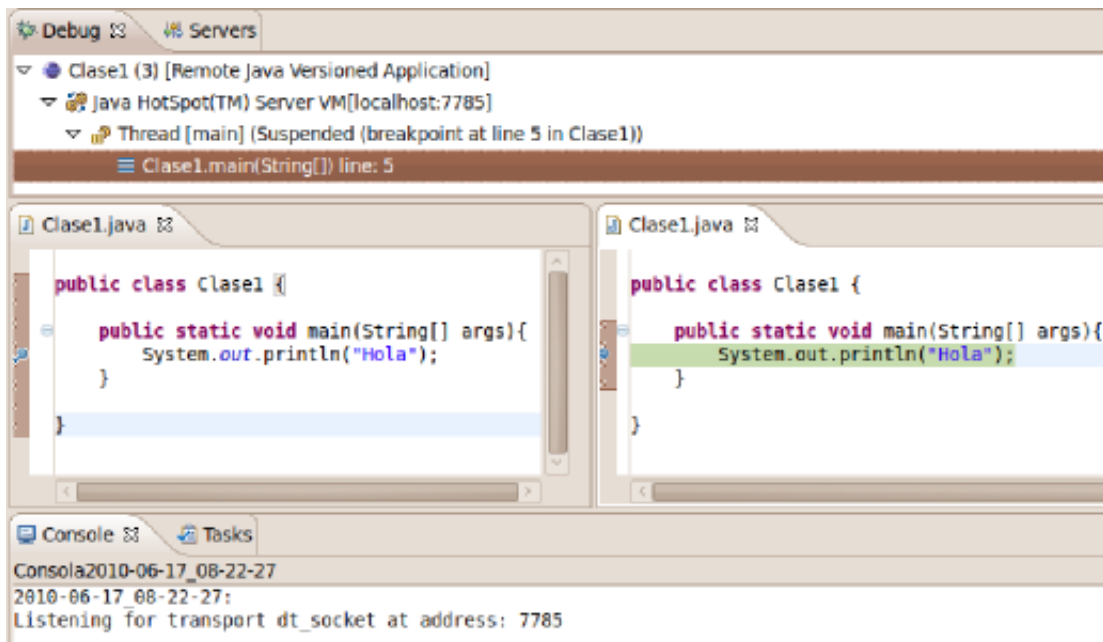 Debug Servers
Clase1 (3) [Remote Java Versioned Application]
Java HotSpot(TM) Server VM[localhost:7785]
Thread [main] (Suspended (breakpoint at line 5 in Clase1))
Clase1.main(String[]) line: 5
Clase1.java
public class Clase1 {
public static void main(String[] args){
System.out.println("Hola");
}
}
Clase1.java
public class Clase1 {
public static void main(String[] args){
System.out.println("Hola");
}
}
Console Tasks
Consola2010-06-17_08-22-27
2010-06-17_08-22-27:
Listening for transport dt_socket at address: 7785